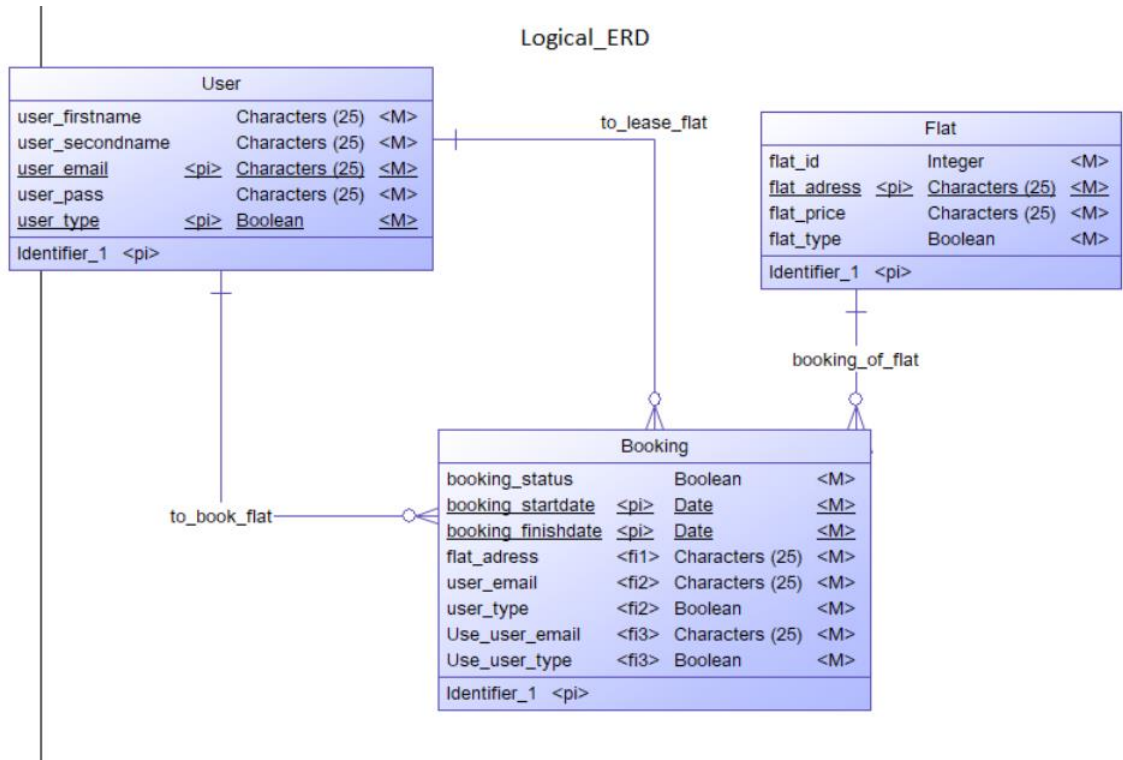 Logical_ERD
User
user_firstname Characters (25) <M>
user_secondname Characters (25) <M>
user_email <pi> Characters (25) <M>
user_pass Characters (25) <M>
user_type <pi> Boolean <M>
Identifier_1 <pi>
to_lease_flat
Flat
flat_id Integer <M>
flat_adress <pi> Characters (25) <M>
flat_price Characters (25) <M>
flat_type Boolean <M>
Identifier_1 <pi>
booking_of_flat
to_book_flat
Booking
booking_status Boolean <M>
booking_startdate <pi> Date <M>
booking_finishdate <pi> Date <M>
flat_adress <fi1> Characters (25) <M>
user_email <fi2> Characters (25) <M>
user_type <fi2> Boolean <M>
Use_user_email <fi3> Characters (25) <M>
Use_user_type <fi3> Boolean <M>
Identifier_1 <pi>